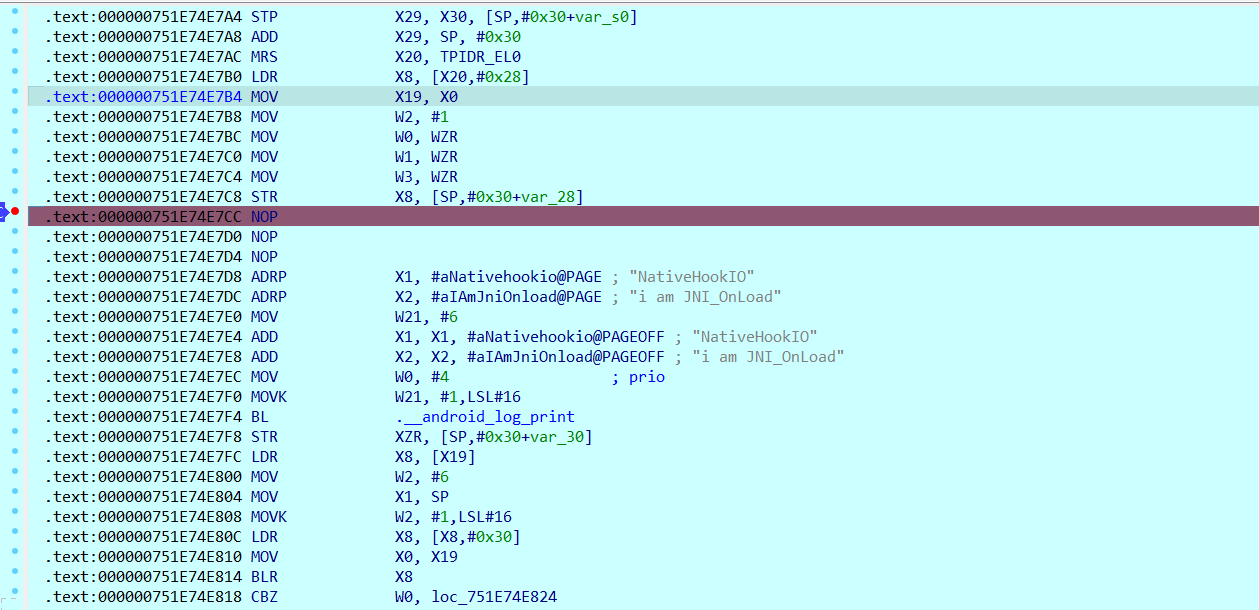 .text:000000751E74E7A4 STP X29, X30, [SP,#0x30+var_s0]
.text:000000751E74E7A8 ADD X29, SP, #0x30
.text:000000751E74E7AC MRS X20, TPIDR_EL0
.text:000000751E74E7B0 LDR X8, [X20,#0x28]
.text:000000751E74E7B4 MOV X19, X0
.text:000000751E74E7B8 MOV W2, #1
.text:000000751E74E7BC MOV W0, WZR
.text:000000751E74E7C0 MOV W1, WZR
.text:000000751E74E7C4 MOV W3, WZR
.text:000000751E74E7C8 STR X8, [SP,#0x30+var_28]
.text:000000751E74E7CC NOP
.text:000000751E74E7D0 NOP
.text:000000751E74E7D4 NOP
.text:000000751E74E7D8 ADRP X1, #aNativehookio@PAGE ; "NativeHookIO"
.text:000000751E74E7DC ADRP X2, #aIAmJniOnload@PAGE ; "i am JNI_OnLoad"
.text:000000751E74E7E0 MOV W21, #6
.text:000000751E74E7E4 ADD X1, X1, #aNativehookio@PAGEOFF ; "NativeHookIO"
.text:000000751E74E7E8 ADD X2, X2, #aIAmJniOnload@PAGEOFF ; "i am JNI_OnLoad"
.text:000000751E74E7EC MOV W0, #4 ; prio
.text:000000751E74E7F0 MOVK W21, #1,LSL#16
.text:000000751E74E7F4 BL .__android_log_print
.text:000000751E74E7F8 STR XZR, [SP,#0x30+var_30]
.text:000000751E74E7FC LDR X8, [X19]
.text:000000751E74E800 MOV W2, #6
.text:000000751E74E804 MOV X1, SP
.text:000000751E74E808 MOVK W2, #1,LSL#16
.text:000000751E74E80C LDR X8, [X8,#0x30]
.text:000000751E74E810 MOV X0, X19
.text:000000751E74E814 BLR X8
.text:000000751E74E818 CBZ W0, loc_751E74E824